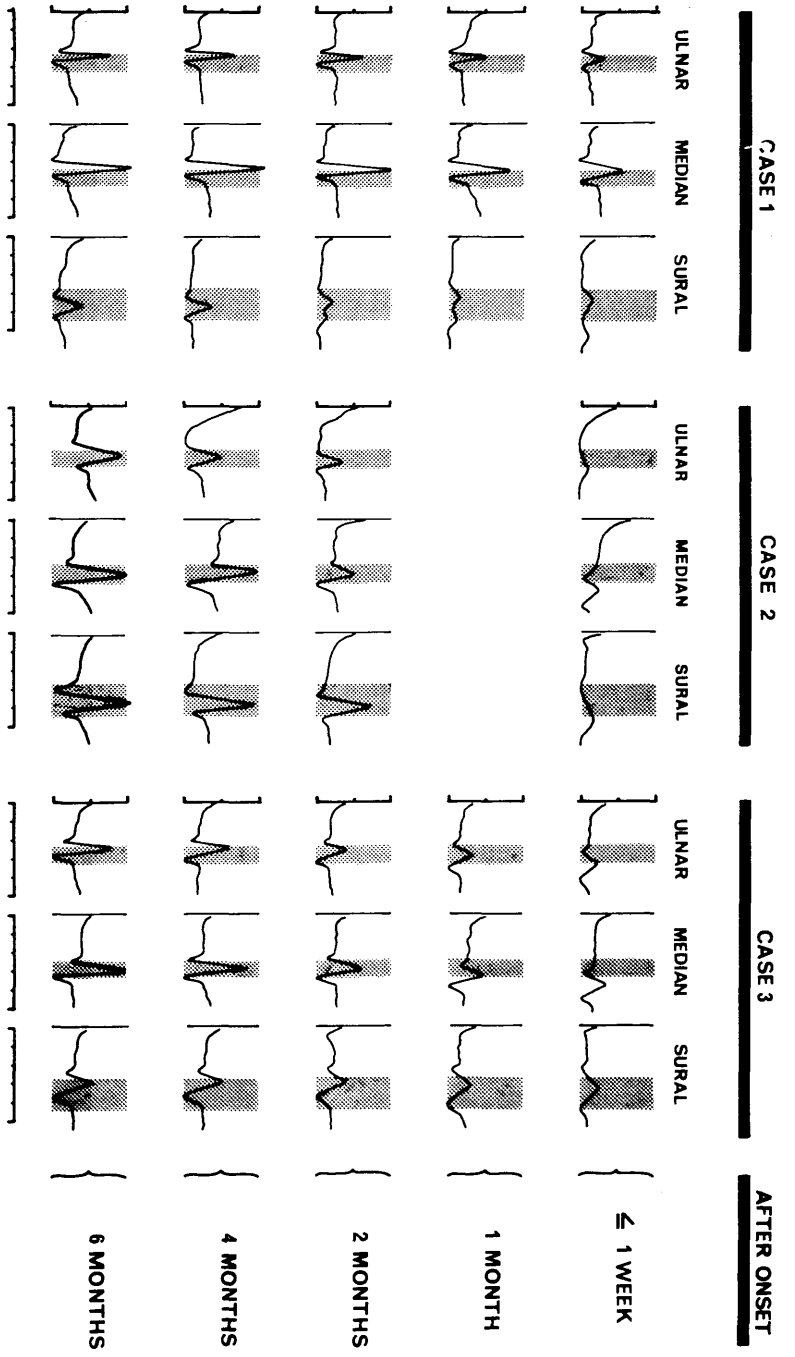 CASE 1
CASE 2
CASE 3
AFTER ONSET
ULNAR
MEDIAN
SURAL
ULNAR
MEDIAN
SURAL
ULNAR
MEDIAN
SURAL
≤ 1 WEEK
1 MONTH
2 MONTHS
4 MONTHS
6 MONTHS